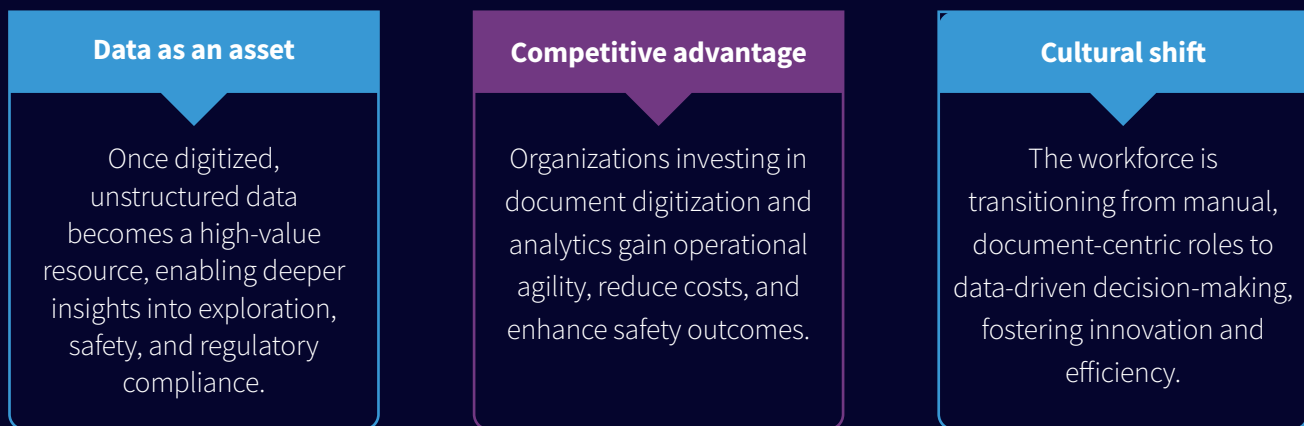 Data as an asset
Once digitized,
unstructured data
becomes a high-value
resource, enabling deeper
insights into exploration,
safety, and regulatory
compliance.
Competitive advantage
Organizations investing in
document digitization and
analytics gain operational
agility, reduce costs, and
enhance safety outcomes.
Cultural shift
The workforce is
transitioning from manual,
document-centric roles to
data-driven decision-making,
fostering innovation and
efficiency.